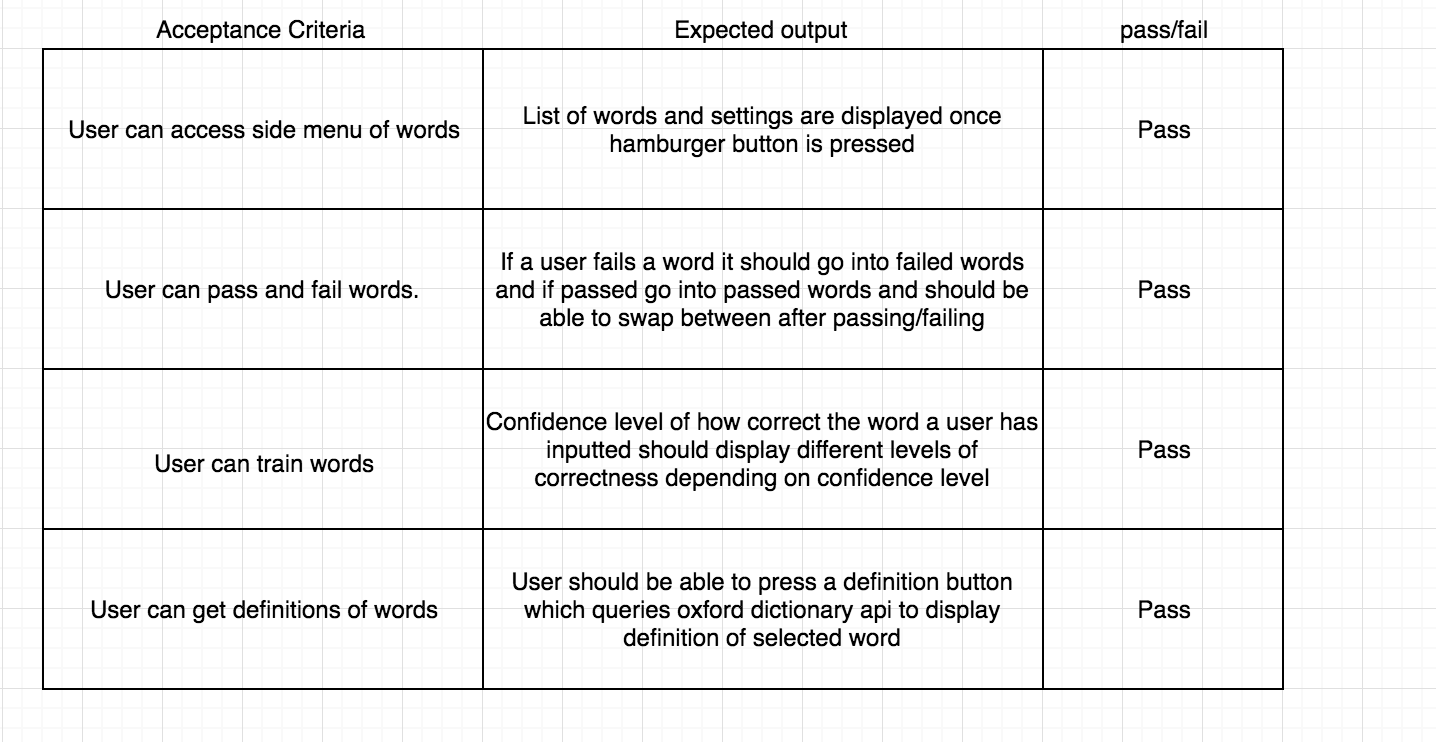 Acceptance Criteria
Expected output
pass/fail
User can access side menu of words
List of words and settings are displayed once
hamburger button is pressed
Pass
User can pass and fail words.
If a user fails a word it should go into failed words
and if passed go into passed words and should be
able to swap between after passing/failing
Pass
User can train words
Confidence level of how correct the word a user has
inputted should display different levels of
correctness depending on confidence level
Pass
User can get definitions of words
User should be able to press a definition button
which queries oxford dictionary api to display
definition of selected word
Pass